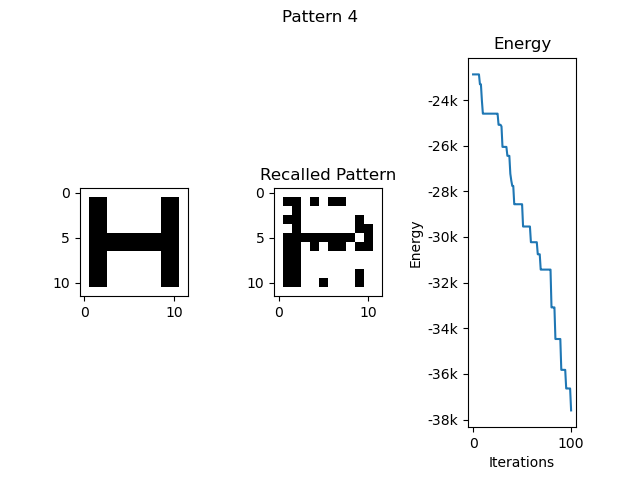 Pattern 4
Energy
Recalled Pattern
0
5
10
0
10
0
5
10
0
10
-24k
-26k
-28k
-30k
-32k
-34k
-36k
-38k
Energy
0
100
Iterations
H